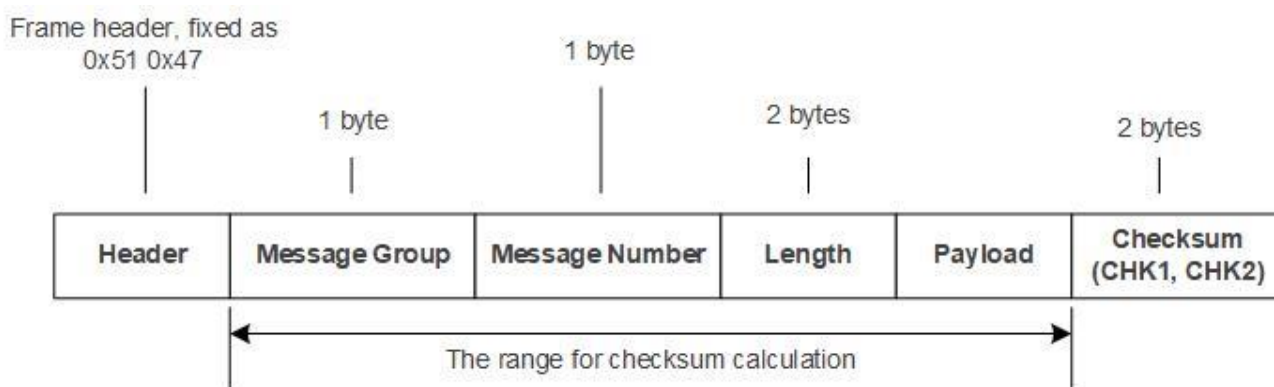 Frame header, fixed as
0x51 0x47
1 byte
1 byte
2 bytes
2 bytes
Header
Message Group
Message Number
Length
Payload
Checksum
(CHK1, CHK2)
The range for checksum calculation